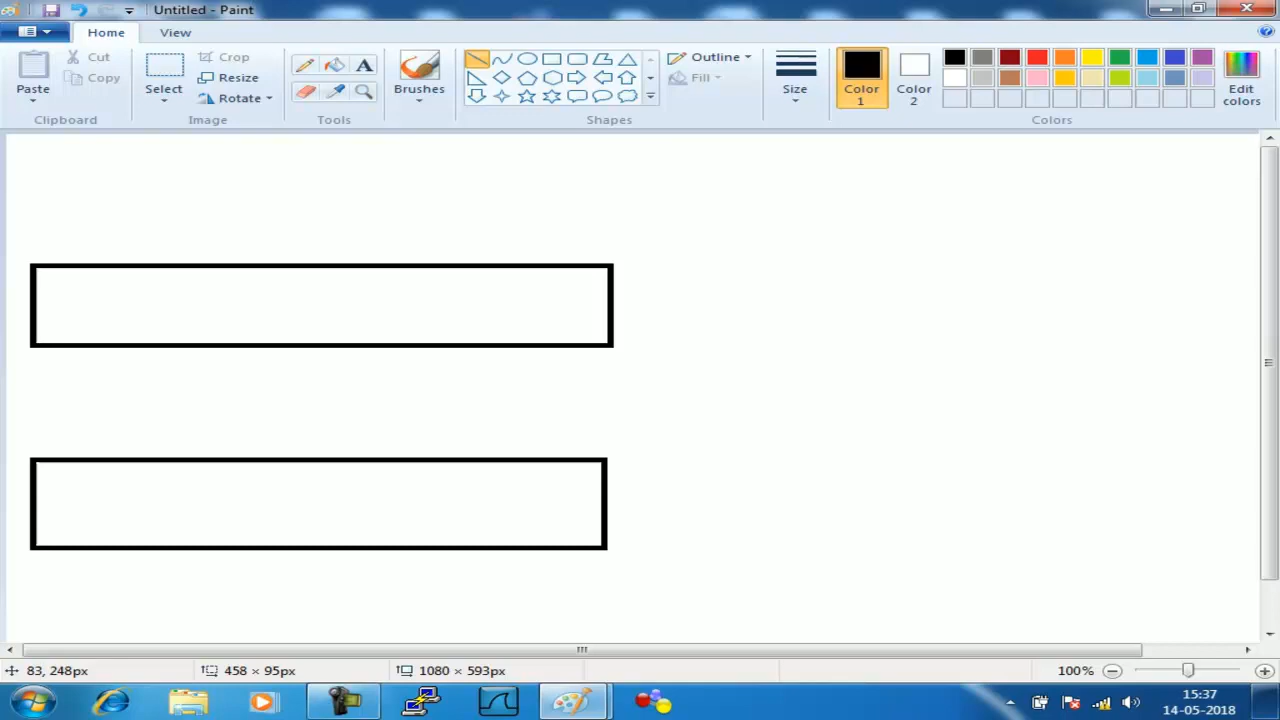 Untitled - Paint
Home View
Paste
Cut
Copy
Clipboard
Select
Crop
Resize
Rotate
Image
A
Tools
Brushes
Outline
Fill
Shapes
Size
Color 1
Color 2
Edit colors
Colors
83, 248px
458 × 95px
1080 × 593px
100%
15:37
14-05-2018